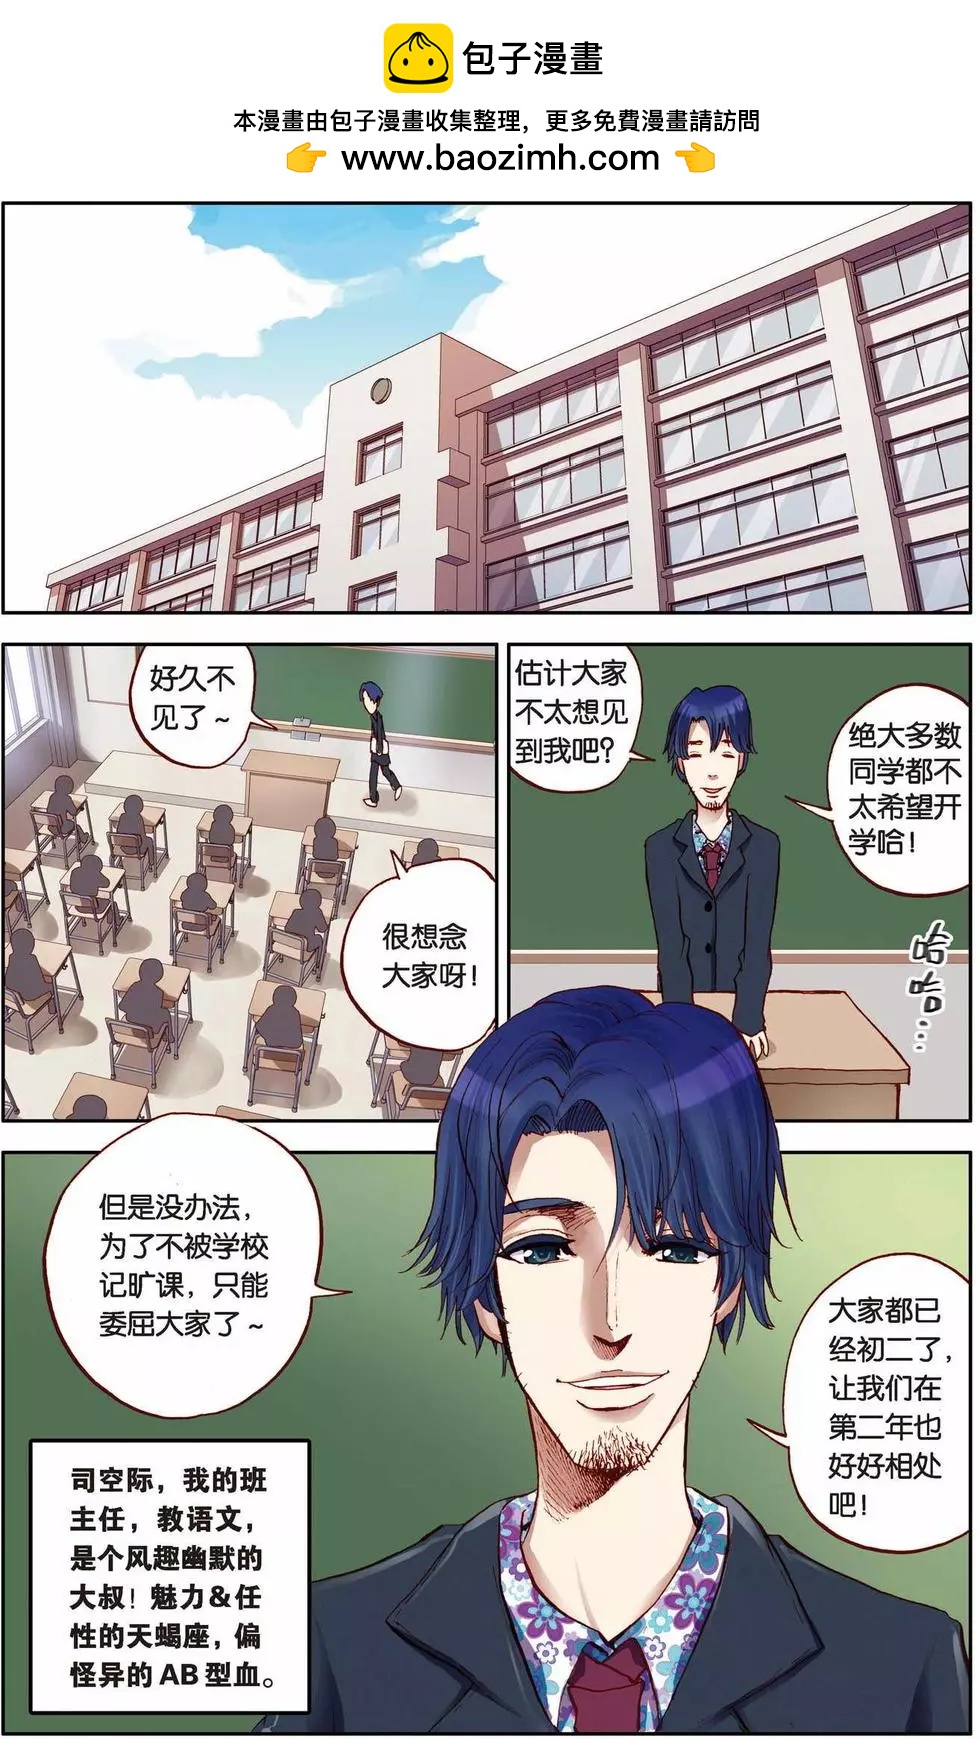 包子漫畫
本漫畫由包子漫畫收集整理，更多免費漫畫請訪問
www.baozimh.com
好久不
见了~
很想念
大家呀！
估计大家
不太想见
到我吧？
绝大多数
同学都不
太希望开
学哈！
哈
哈…
但是没办法，
为了不被学校
记旷课，只能
委屈大家了~
大家都已
经初二了，
让我们在
第二年也
好好相处
吧！
司空际，我的班
主任，教语文，
是个风趣幽默的
大叔！魅力&任
性的天蝎座，偏
怪异的AB型血。